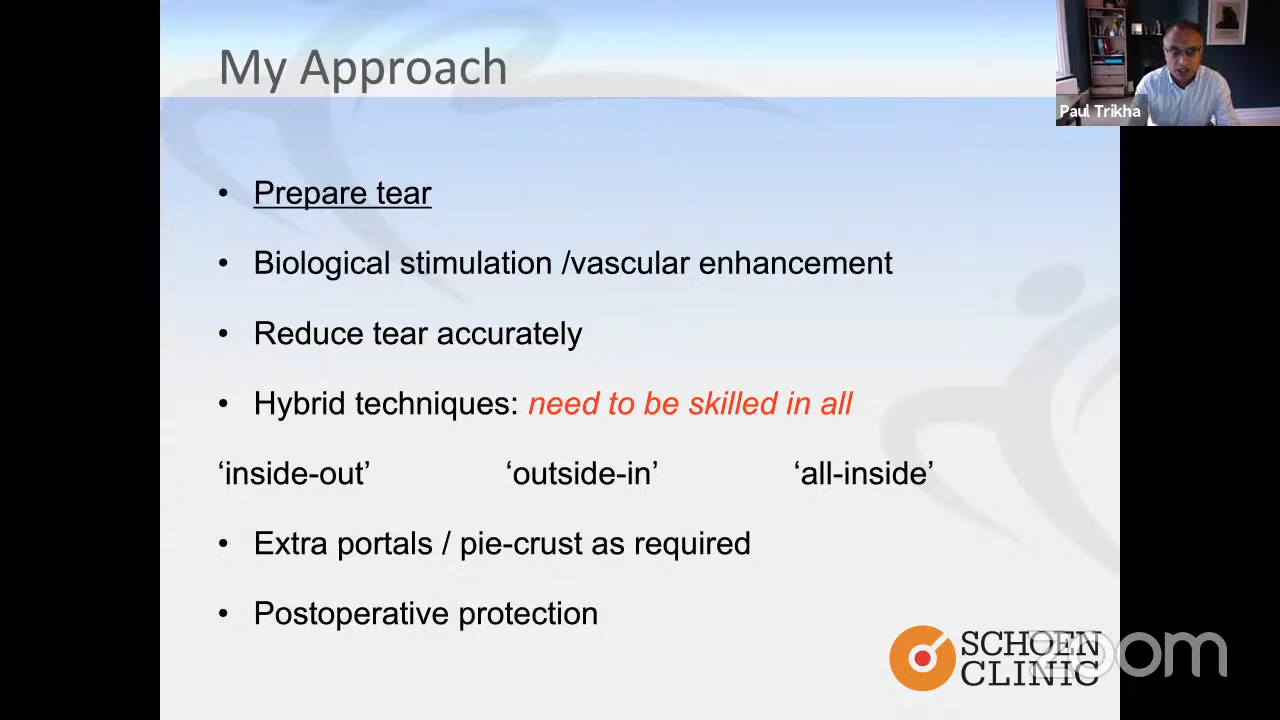 My Approach
Paul Trikha
• Prepare tear
• Biological stimulation /vascular enhancement
• Reduce tear accurately
• Hybrid techniques: need to be skilled in all
‘inside-out’ ‘outside-in’ ‘all-inside’
• Extra portals / pie-crust as required
• Postoperative protection
SCHOEN
CLINIC
zoom